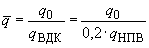 q̄ = q₀ / q_ВДК = q₀ / 0,2·q_НПВ